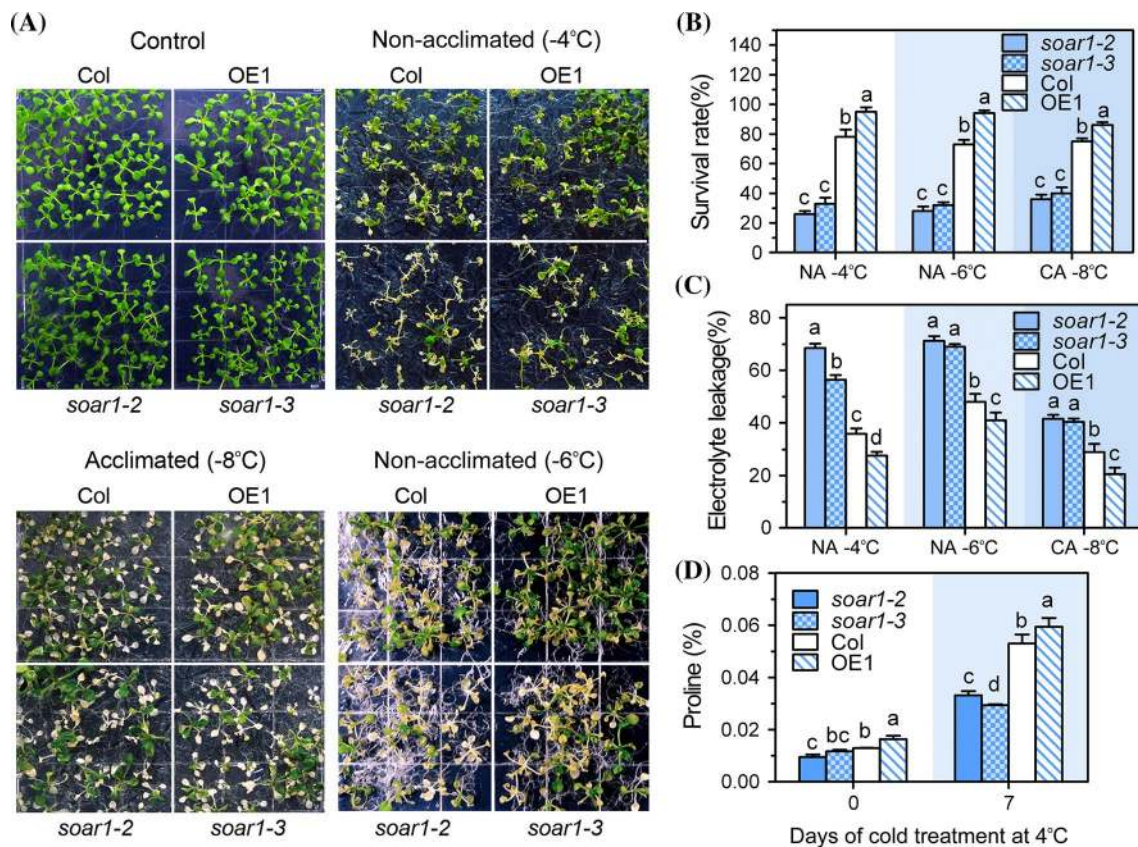 (A)
Control
Col OE1
soar1-2 soar1-3
Non-acclimated (-4°C)
Col OE1
soar1-2 soar1-3
Acclimated (-8°C)
Col OE1
soar1-2 soar1-3
Non-acclimated (-6°C)
Col OE1
soar1-2 soar1-3
(B)
Survival rate(%)
140
120
100
80
60
40
20
0
soar1-2
soar1-3
Col
OE1
c c b a
c c b a
c c b a
NA -4°C NA -6°C CA -8°C
(C)
Electrolyte leakage(%)
80
60
40
20
0
soar1-2
soar1-3
Col
OE1
a b c d
a a b c
a a b c
NA -4°C NA -6°C CA -8°C
(D)
Proline (%)
0.08
0.06
0.04
0.02
0.00
soar1-2
soar1-3
Col
OE1
c bc b a
c d b a
0 7
Days of cold treatment at 4°C